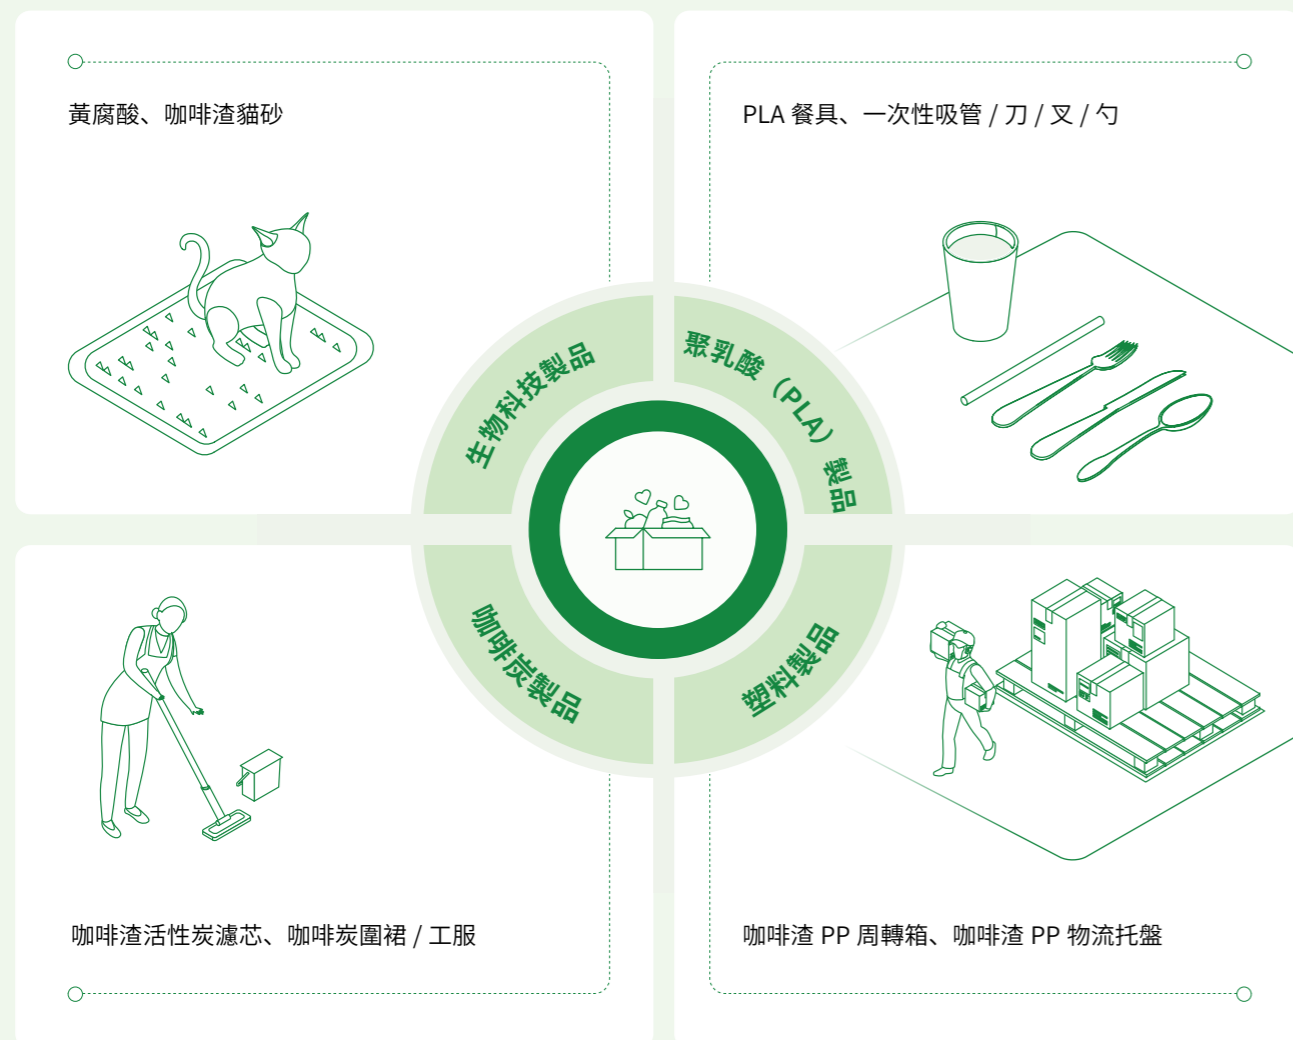 黃腐酸、咖啡渣貓砂
PLA 餐具、一次性吸管 / 刀 / 叉 / 勺
生物科技製品
聚乳酸（PLA）製品
咖啡炭製品
塑料製品
咖啡渣活性炭濾芯、咖啡炭圍裙 / 工服
咖啡渣 PP 周轉箱、咖啡渣 PP 物流托盤